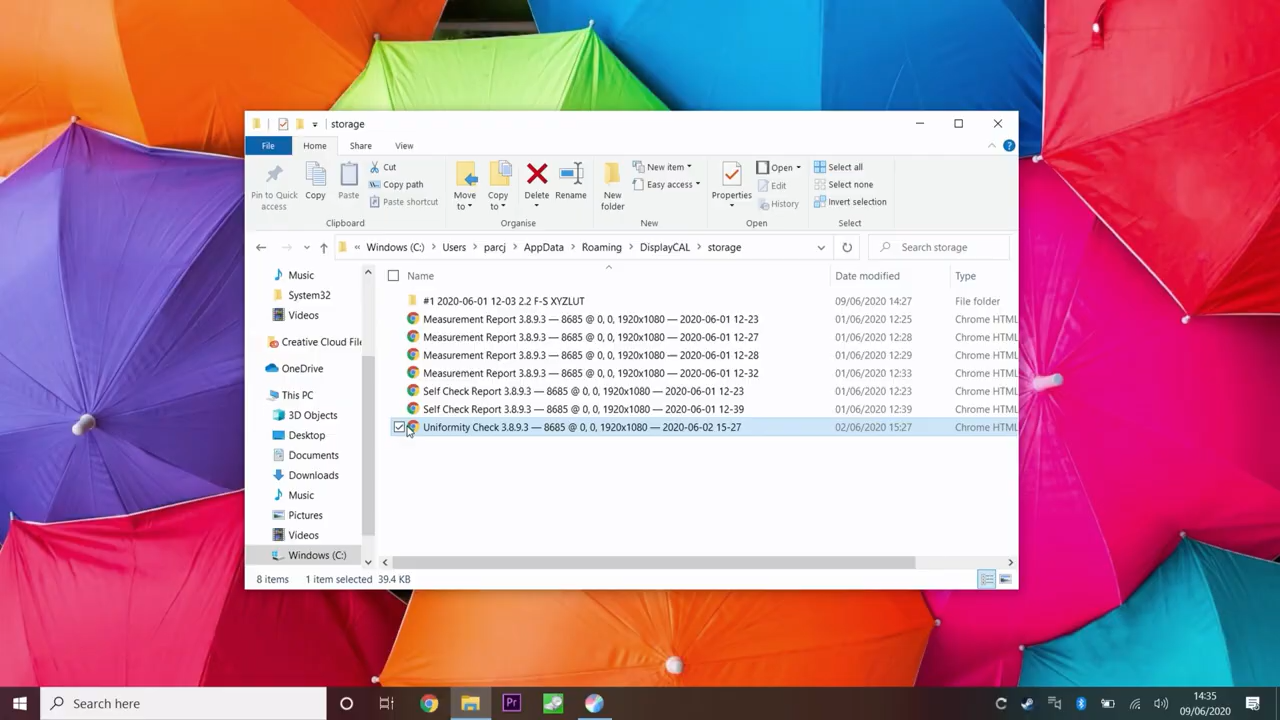 storage
File
Home
Share
View
Pin to Quick
access
Copy
Paste
Cut
Copy path
Paste shortcut
Clipboard
Move
to
Copy
to
Delete
Rename
Organise
New
folder
New item
Easy access
New
Properties
Open
Edit
History
Open
Select all
Select none
Invert selection
Select
« Windows (C:) Users parcj AppData Roaming DisplayCAL storage
Search storage
Music
System32
Videos
Creative Cloud File
OneDrive
This PC
3D Objects
Desktop
Documents
Downloads
Music
Pictures
Videos
Windows (C:)
Name Date modified Type
#1 2020-06-01 12-03 2.2 F-S XYZLUT 09/06/2020 14:27 File folder
Measurement Report 3.8.9.3 — 8685 @ 0, 0, 1920x1080 — 2020-06-01 12-23 01/06/2020 12:25 Chrome HTML
Measurement Report 3.8.9.3 — 8685 @ 0, 0, 1920x1080 — 2020-06-01 12-27 01/06/2020 12:28 Chrome HTML
Measurement Report 3.8.9.3 — 8685 @ 0, 0, 1920x1080 — 2020-06-01 12-28 01/06/2020 12:29 Chrome HTML
Measurement Report 3.8.9.3 — 8685 @ 0, 0, 1920x1080 — 2020-06-01 12-32 01/06/2020 12:33 Chrome HTML
Self Check Report 3.8.9.3 — 8685 @ 0, 0, 1920x1080 — 2020-06-01 12-23 01/06/2020 12:23 Chrome HTML
Self Check Report 3.8.9.3 — 8685 @ 0, 0, 1920x1080 — 2020-06-01 12-39 01/06/2020 12:39 Chrome HTML
Uniformity Check 3.8.9.3 — 8685 @ 0, 0, 1920x1080 — 2020-06-02 15-27 02/06/2020 15:27 Chrome HTML
8 items 1 item selected 39.4 KB
Search here
Pr
14:35
09/06/2020